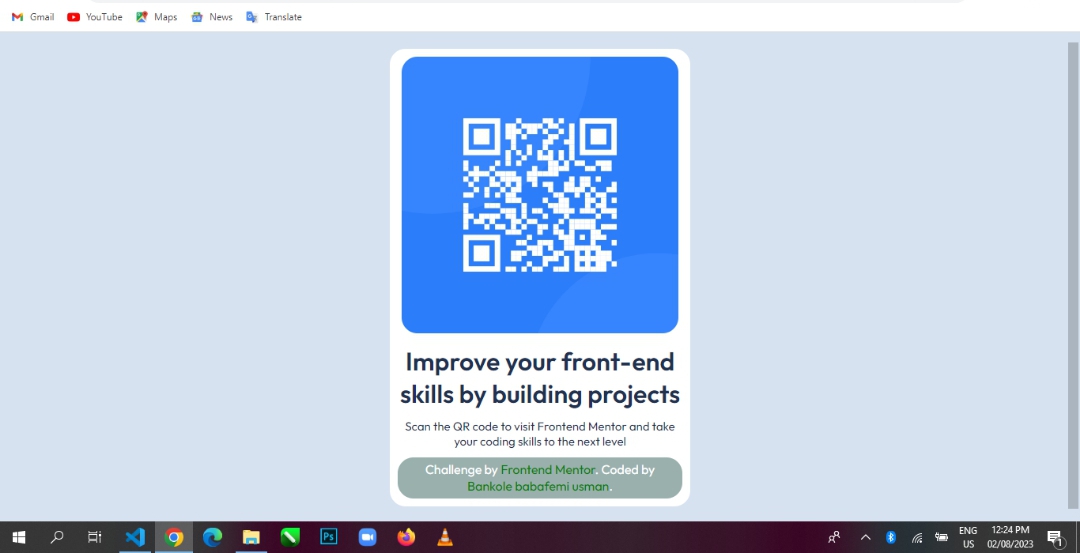 Gmail YouTube Maps News Translate
Improve your front-end
skills by building projects
Scan the QR code to visit Frontend Mentor and take
your coding skills to the next level
Challenge by Frontend Mentor. Coded by
Bankole babafemi usman.
Ps
ENG
US
12:24 PM
02/08/2023
1